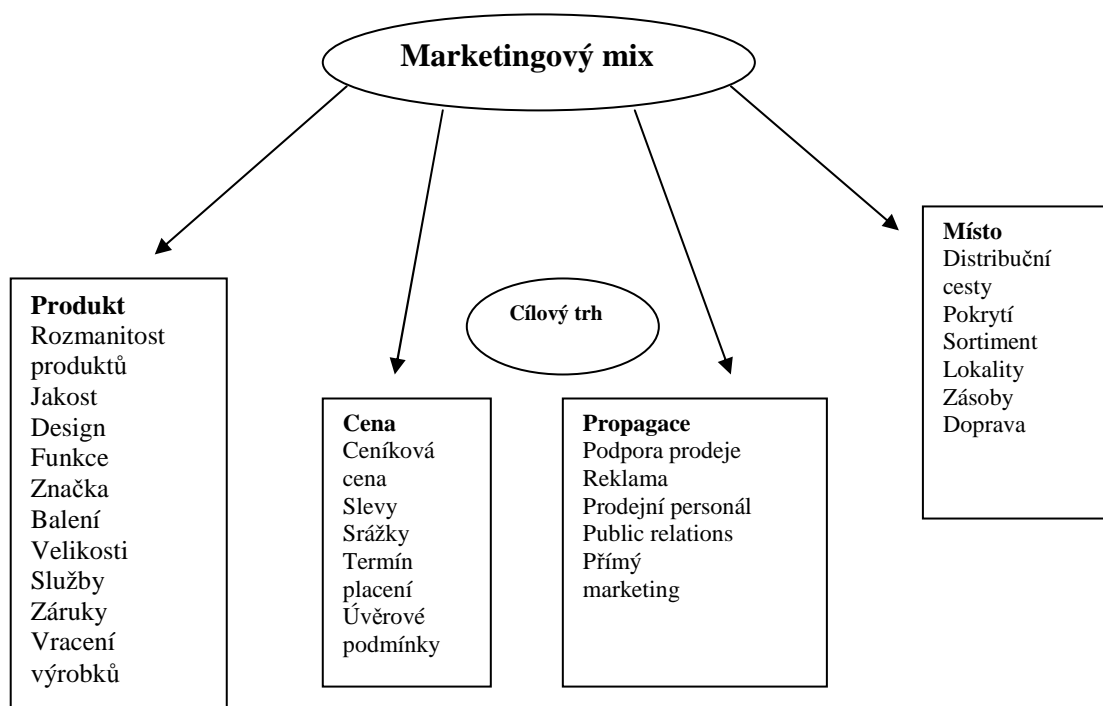 Marketingový mix
Produkt
Rozmanitost
produktů
Jakost
Design
Funkce
Značka
Balení
Velikosti
Služby
Záruky
Vracení
výrobků
Cílový trh
Cena
Ceníková
cena
Slevy
Srážky
Termín
placení
Úvěrové
podmínky
Propagace
Podpora prodeje
Reklama
Prodejní personál
Public relations
Přímý
marketing
Místo
Distribuční
cesty
Pokrytí
Sortiment
Lokality
Zásoby
Doprava